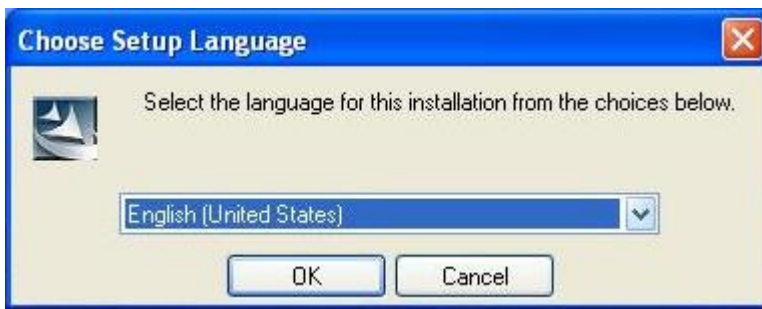 Choose Setup Language
Select the language for this installation from the choices below.
English (United States)
OK
Cancel